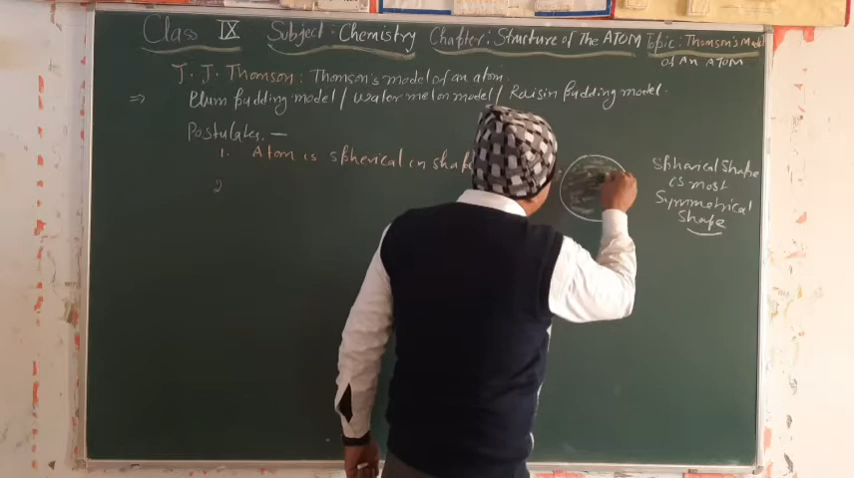 Class IX Subject: Chemistry Chapter: Structure of The ATOM Topic: Thomson's Model of An ATOM
J. J. Thomson: Thomson's model of an atom.
⇒ Plum Pudding model / Water melon model / Raisin Pudding model.
Postulates. —
1. Atom is spherical in shape
2
Spherical Shape
is most
Symmetrical
Shape